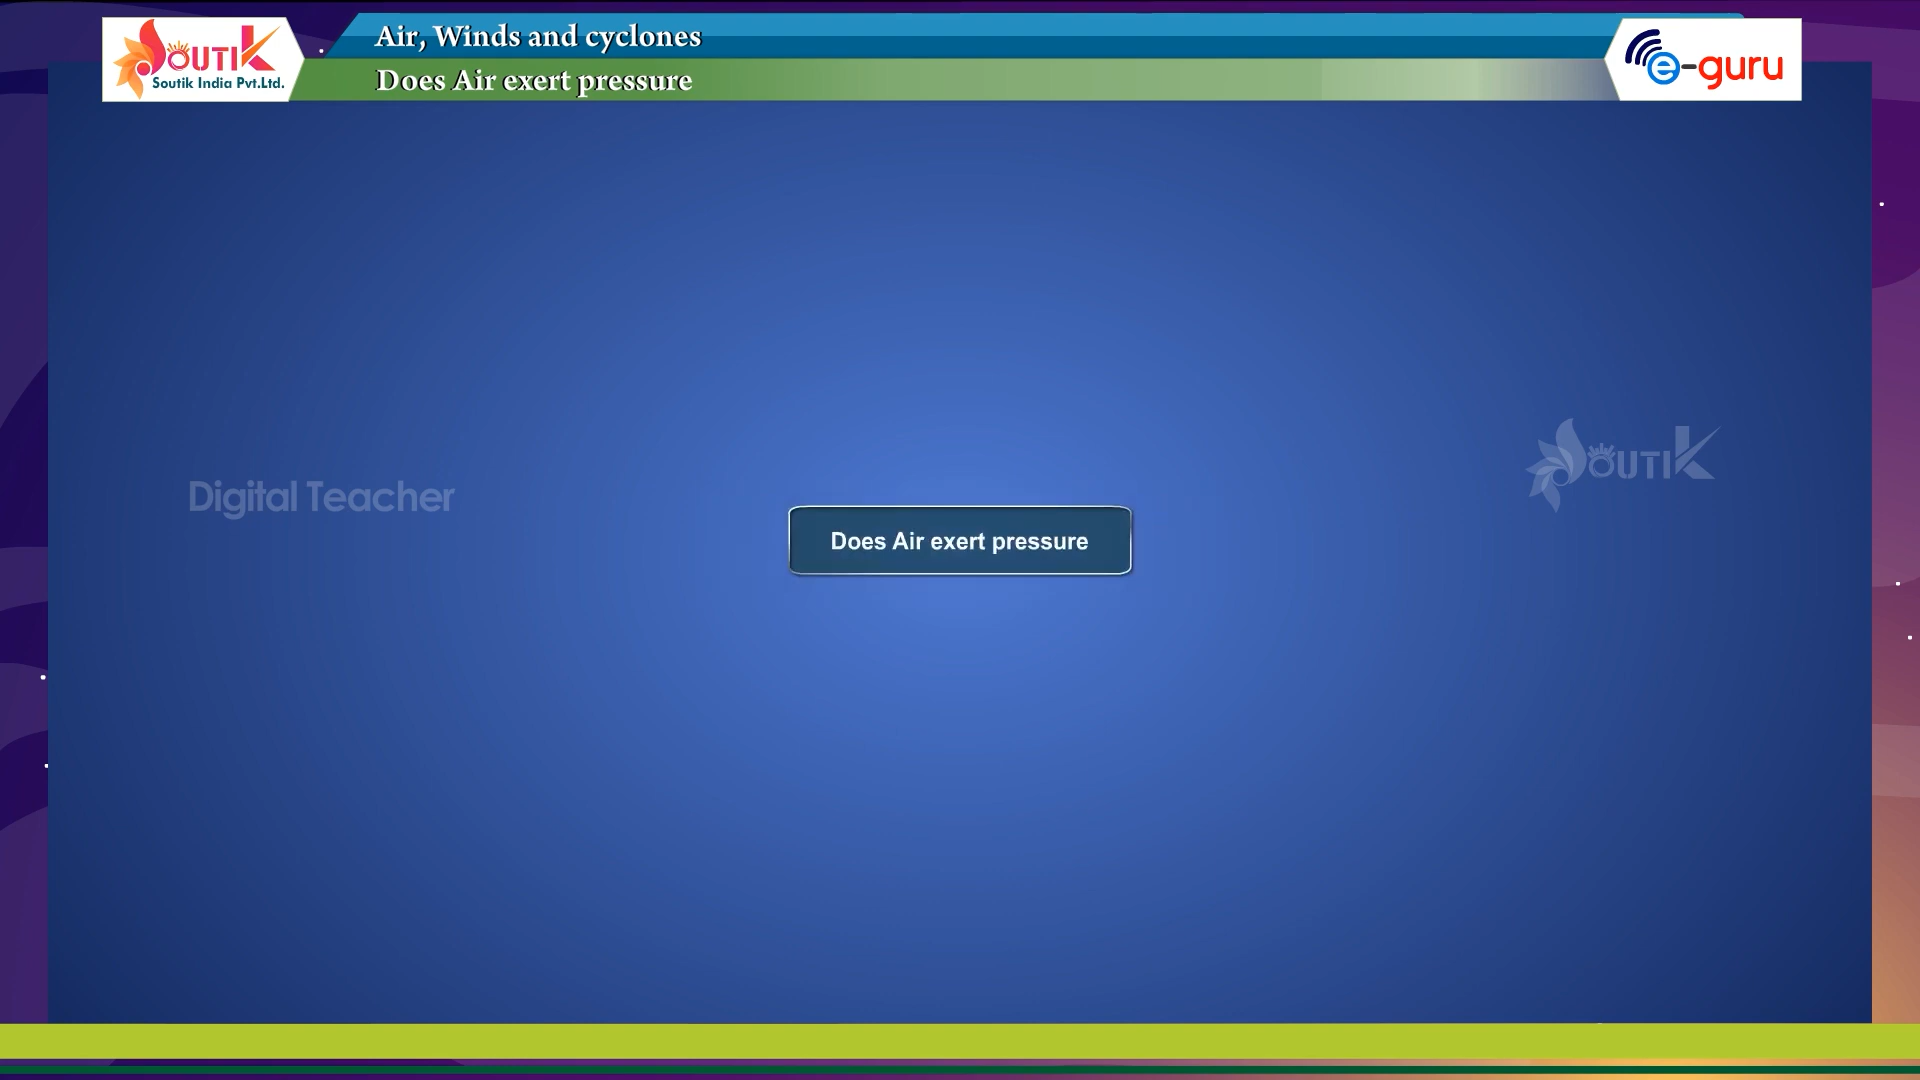 SOUTIK
Soutik India Pvt.Ltd.
Air, Winds and cyclones
Does Air exert pressure
e-guru
Digital Teacher
SOUTIK
Does Air exert pressure